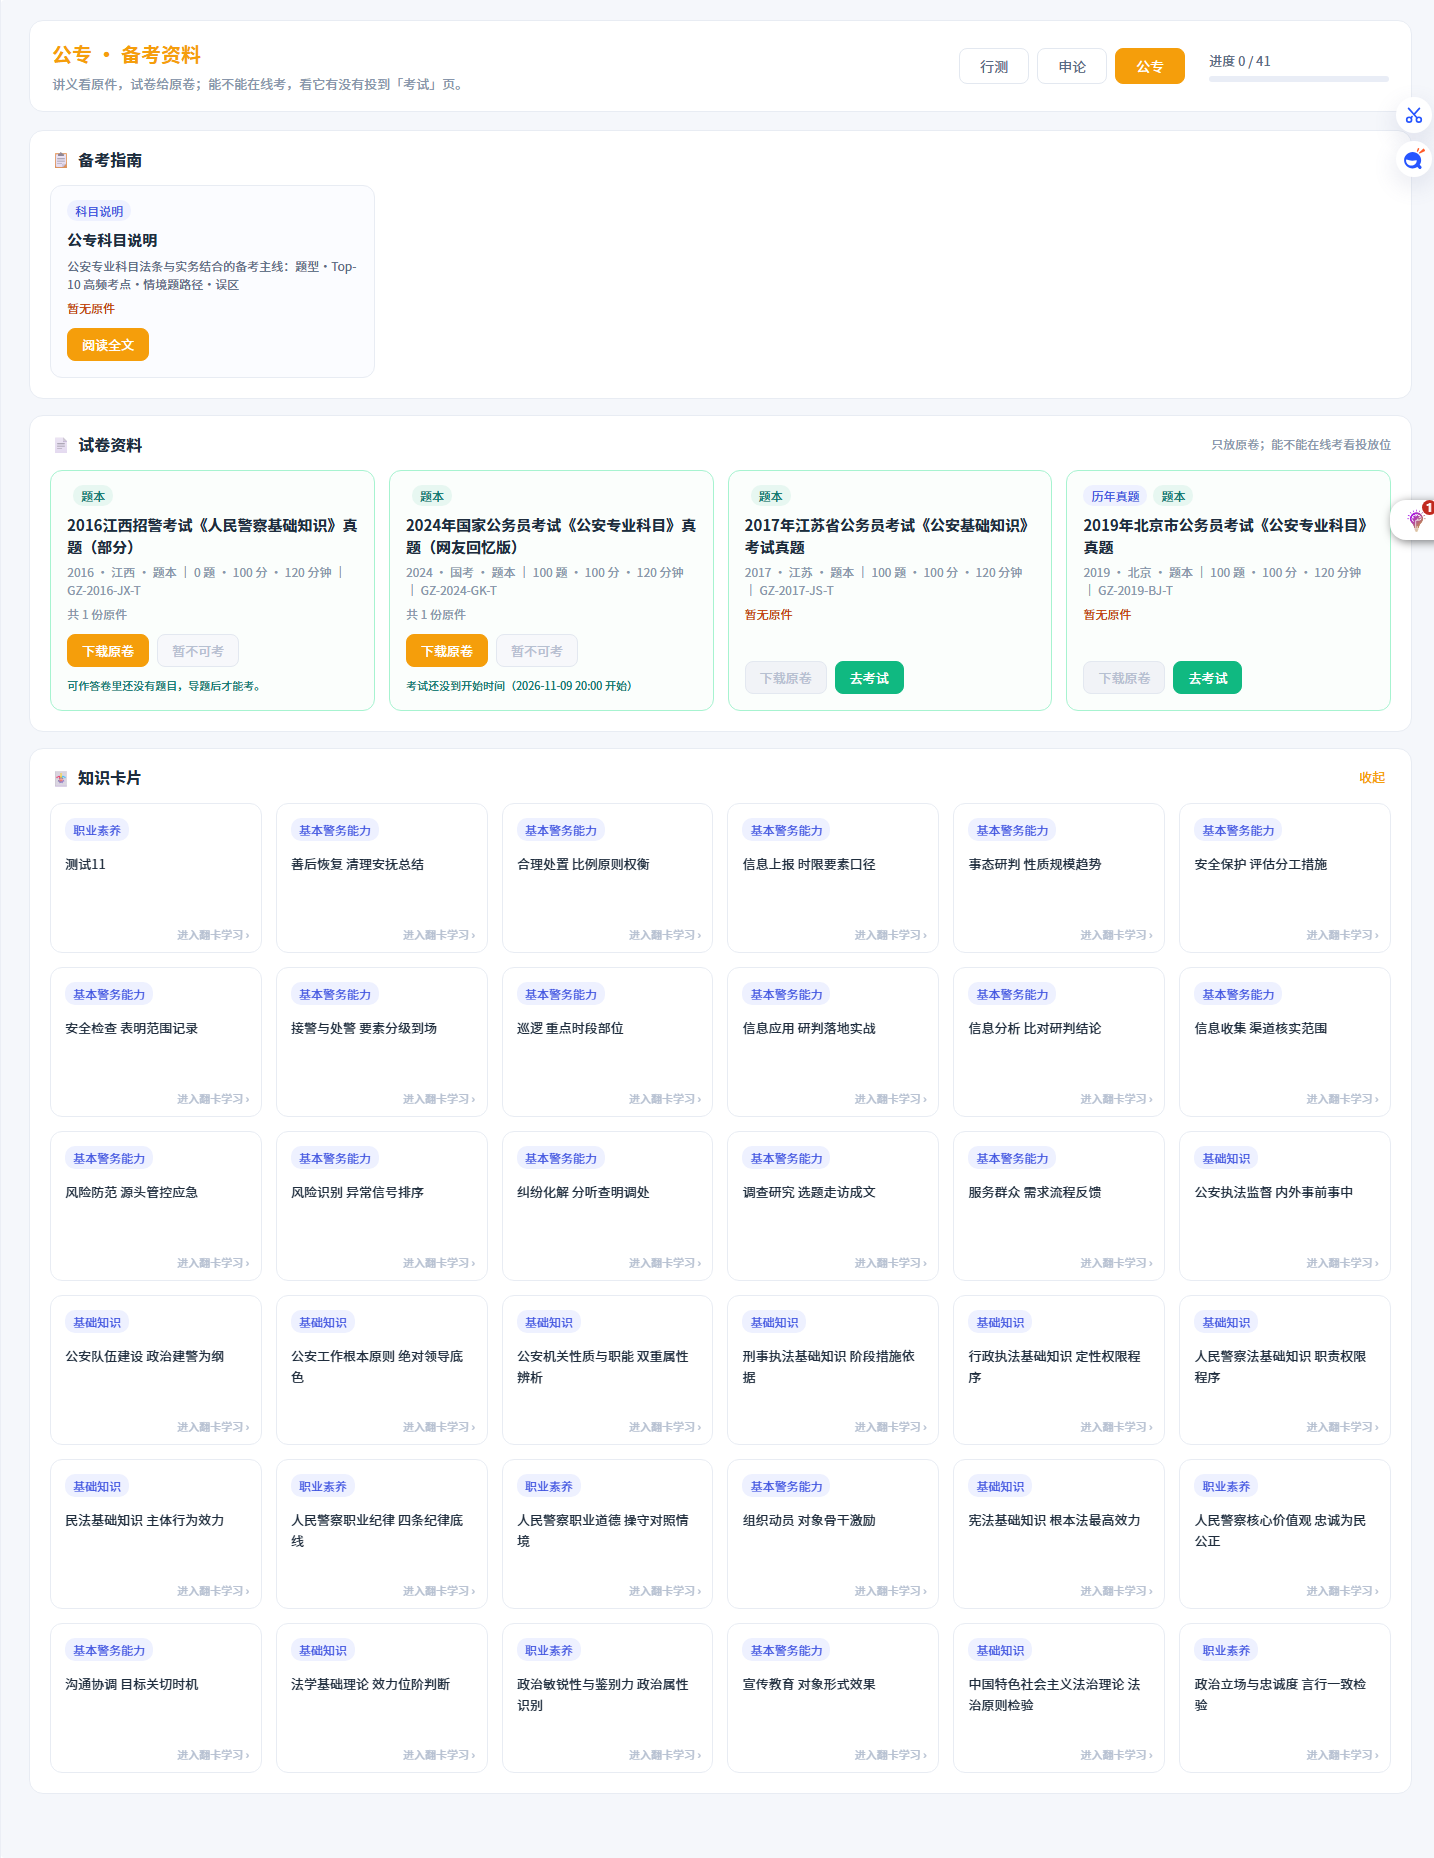 公专 · 备考资料
讲义看原件，试卷给原卷；能不能在线考，看它有没有投到「考试」页。
行测
申论
公专
进度 0 / 41
备考指南
科目说明
公专科目说明
公安专业科目法条与实务结合的备考主线：题型·Top-
10 高频考点·情境题路径·误区
暂无原件
阅读全文
试卷资料
只放原卷；能不能在线考看投放位
题本
2016江西招警考试《人民警察基础知识》真
题（部分）
2016 · 江西 · 题本 ｜ 0 题 · 100 分 · 120 分钟 ｜
GZ-2016-JX-T
共 1 份原件
下载原卷
暂不可考
可作答卷里还没有题目，导题后才能考。
题本
2024年国家公务员考试《公安专业科目》真
题（网友回忆版）
2024 · 国考 · 题本 ｜ 100 题 · 100 分 · 120 分钟
｜ GZ-2024-GK-T
共 1 份原件
下载原卷
暂不可考
考试还没到开始时间（2026-11-09 20:00 开始）
题本
2017年江苏省公务员考试《公安基础知识》
考试真题
2017 · 江苏 · 题本 ｜ 100 题 · 100 分 · 120 分钟
｜ GZ-2017-JS-T
暂无原件
下载原卷
去考试
历年真题
题本
2019年北京市公务员考试《公安专业科目》
真题
2019 · 北京 · 题本 ｜ 100 题 · 100 分 · 120 分钟
｜ GZ-2019-BJ-T
暂无原件
下载原卷
去考试
1
知识卡片
收起
职业素养
测试11
进入翻卡学习 ›
基本警务能力
善后恢复 清理安抚总结
进入翻卡学习 ›
基本警务能力
合理处置 比例原则权衡
进入翻卡学习 ›
基本警务能力
信息上报 时限要素口径
进入翻卡学习 ›
基本警务能力
事态研判 性质规模趋势
进入翻卡学习 ›
基本警务能力
安全保护 评估分工措施
进入翻卡学习 ›
基本警务能力
安全检查 表明范围记录
进入翻卡学习 ›
基本警务能力
接警与处警 要素分级到场
进入翻卡学习 ›
基本警务能力
巡逻 重点时段部位
进入翻卡学习 ›
基本警务能力
信息应用 研判落地实战
进入翻卡学习 ›
基本警务能力
信息分析 比对研判结论
进入翻卡学习 ›
基本警务能力
信息收集 渠道核实范围
进入翻卡学习 ›
基本警务能力
风险防范 源头管控应急
进入翻卡学习 ›
基本警务能力
风险识别 异常信号排序
进入翻卡学习 ›
基本警务能力
纠纷化解 分听查明调处
进入翻卡学习 ›
基本警务能力
调查研究 选题走访成文
进入翻卡学习 ›
基本警务能力
服务群众 需求流程反馈
进入翻卡学习 ›
基础知识
公安执法监督 内外事前事中
进入翻卡学习 ›
基础知识
公安队伍建设 政治建警为纲
进入翻卡学习 ›
基础知识
公安工作根本原则 绝对领导底
色
进入翻卡学习 ›
基础知识
公安机关性质与职能 双重属性
辨析
进入翻卡学习 ›
基础知识
刑事执法基础知识 阶段措施依
据
进入翻卡学习 ›
基础知识
行政执法基础知识 定性权限程
序
进入翻卡学习 ›
基础知识
人民警察法基础知识 职责权限
程序
进入翻卡学习 ›
基础知识
民法基础知识 主体行为效力
进入翻卡学习 ›
职业素养
人民警察职业纪律 四条纪律底
线
进入翻卡学习 ›
职业素养
人民警察职业道德 操守对照情
境
进入翻卡学习 ›
基本警务能力
组织动员 对象骨干激励
进入翻卡学习 ›
基础知识
宪法基础知识 根本法最高效力
进入翻卡学习 ›
职业素养
人民警察核心价值观 忠诚为民
公正
进入翻卡学习 ›
基本警务能力
沟通协调 目标关切时机
进入翻卡学习 ›
基础知识
法学基础理论 效力位阶判断
进入翻卡学习 ›
职业素养
政治敏锐性与鉴别力 政治属性
识别
进入翻卡学习 ›
基本警务能力
宣传教育 对象形式效果
进入翻卡学习 ›
基础知识
中国特色社会主义法治理论 法
治原则检验
进入翻卡学习 ›
职业素养
政治立场与忠诚度 言行一致检
验
进入翻卡学习 ›